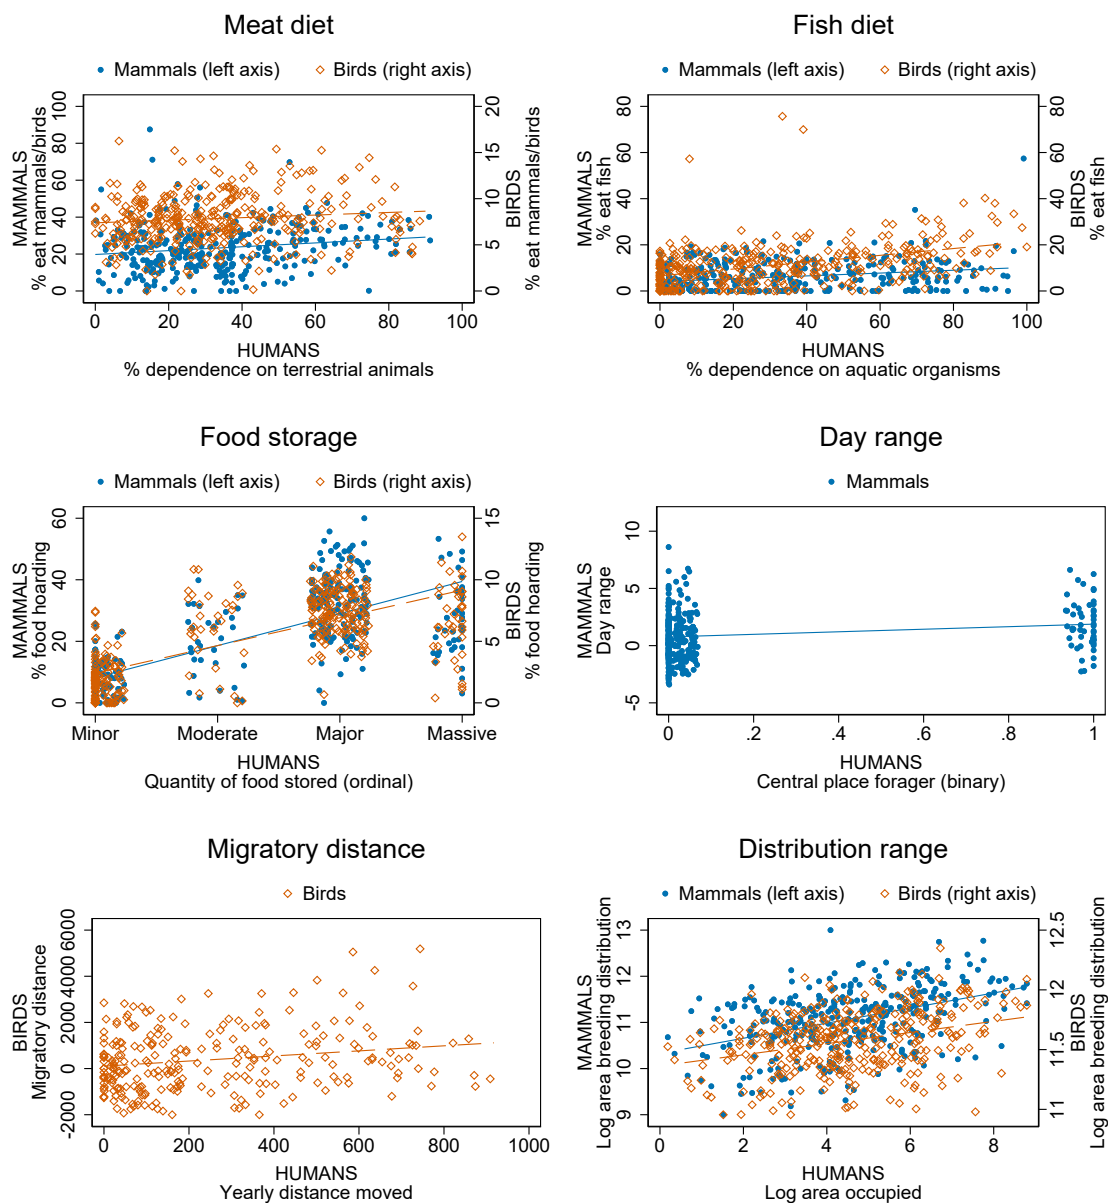 Meat diet
Mammals (left axis) Birds (right axis)
MAMMALS
% eat mammals/birds
0 20 40 60 80 100
0 5 10 15 20
BIRDS
% eat mammals/birds
0 20 40 60 80 100
HUMANS
% dependence on terrestrial animals
Fish diet
Mammals (left axis) Birds (right axis)
MAMMALS
% eat fish
0 20 40 60 80
0 20 40 60 80
BIRDS
% eat fish
0 20 40 60 80 100
HUMANS
% dependence on aquatic organisms
Food storage
Mammals (left axis) Birds (right axis)
MAMMALS
% food hoarding
0 20 40 60
0 5 10 15
BIRDS
% food hoarding
Minor Moderate Major Massive
HUMANS
Quantity of food stored (ordinal)
Day range
Mammals
MAMMALS
Day range
-5 0 5 10
0 .2 .4 .6 .8 1
HUMANS
Central place forager (binary)
Migratory distance
Birds
BIRDS
Migratory distance
-2000 0 2000 4000 6000
0 200 400 600 800 1000
HUMANS
Yearly distance moved
Distribution range
Mammals (left axis) Birds (right axis)
MAMMALS
Log area breeding distribution
9 10 11 12 13
11 11.5 12 12.5
BIRDS
Log area breeding distribution
0 2 4 6 8
HUMANS
Log area occupied